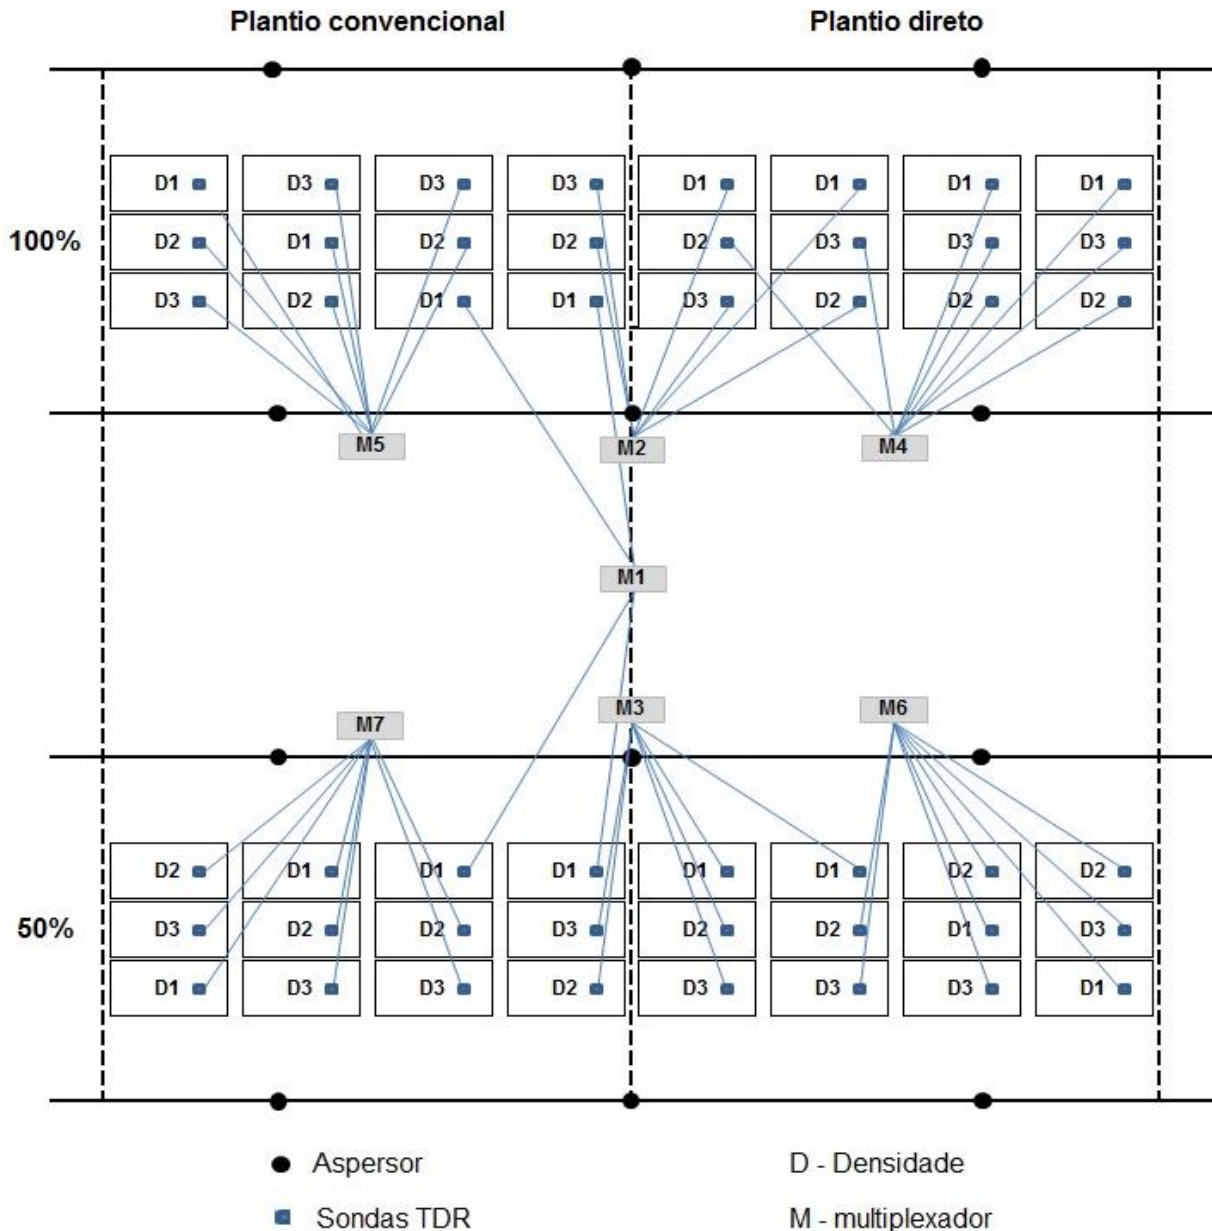 Plantio convencional Plantio direto
D1 D3 D3 D3 D1 D1 D1 D1
100% D2 D1 D2 D2 D2 D3 D3 D3
D3 D2 D1 D1 D3 D2 D2 D2
M5 M2 M4
M1
M7 M3 M6
D2 D1 D1 D1 D1 D1 D2 D2
50% D3 D2 D2 D3 D2 D2 D1 D3
D1 D3 D3 D2 D3 D3 D3 D1
Aspersor D - Densidade
Sondas TDR M - multiplexador